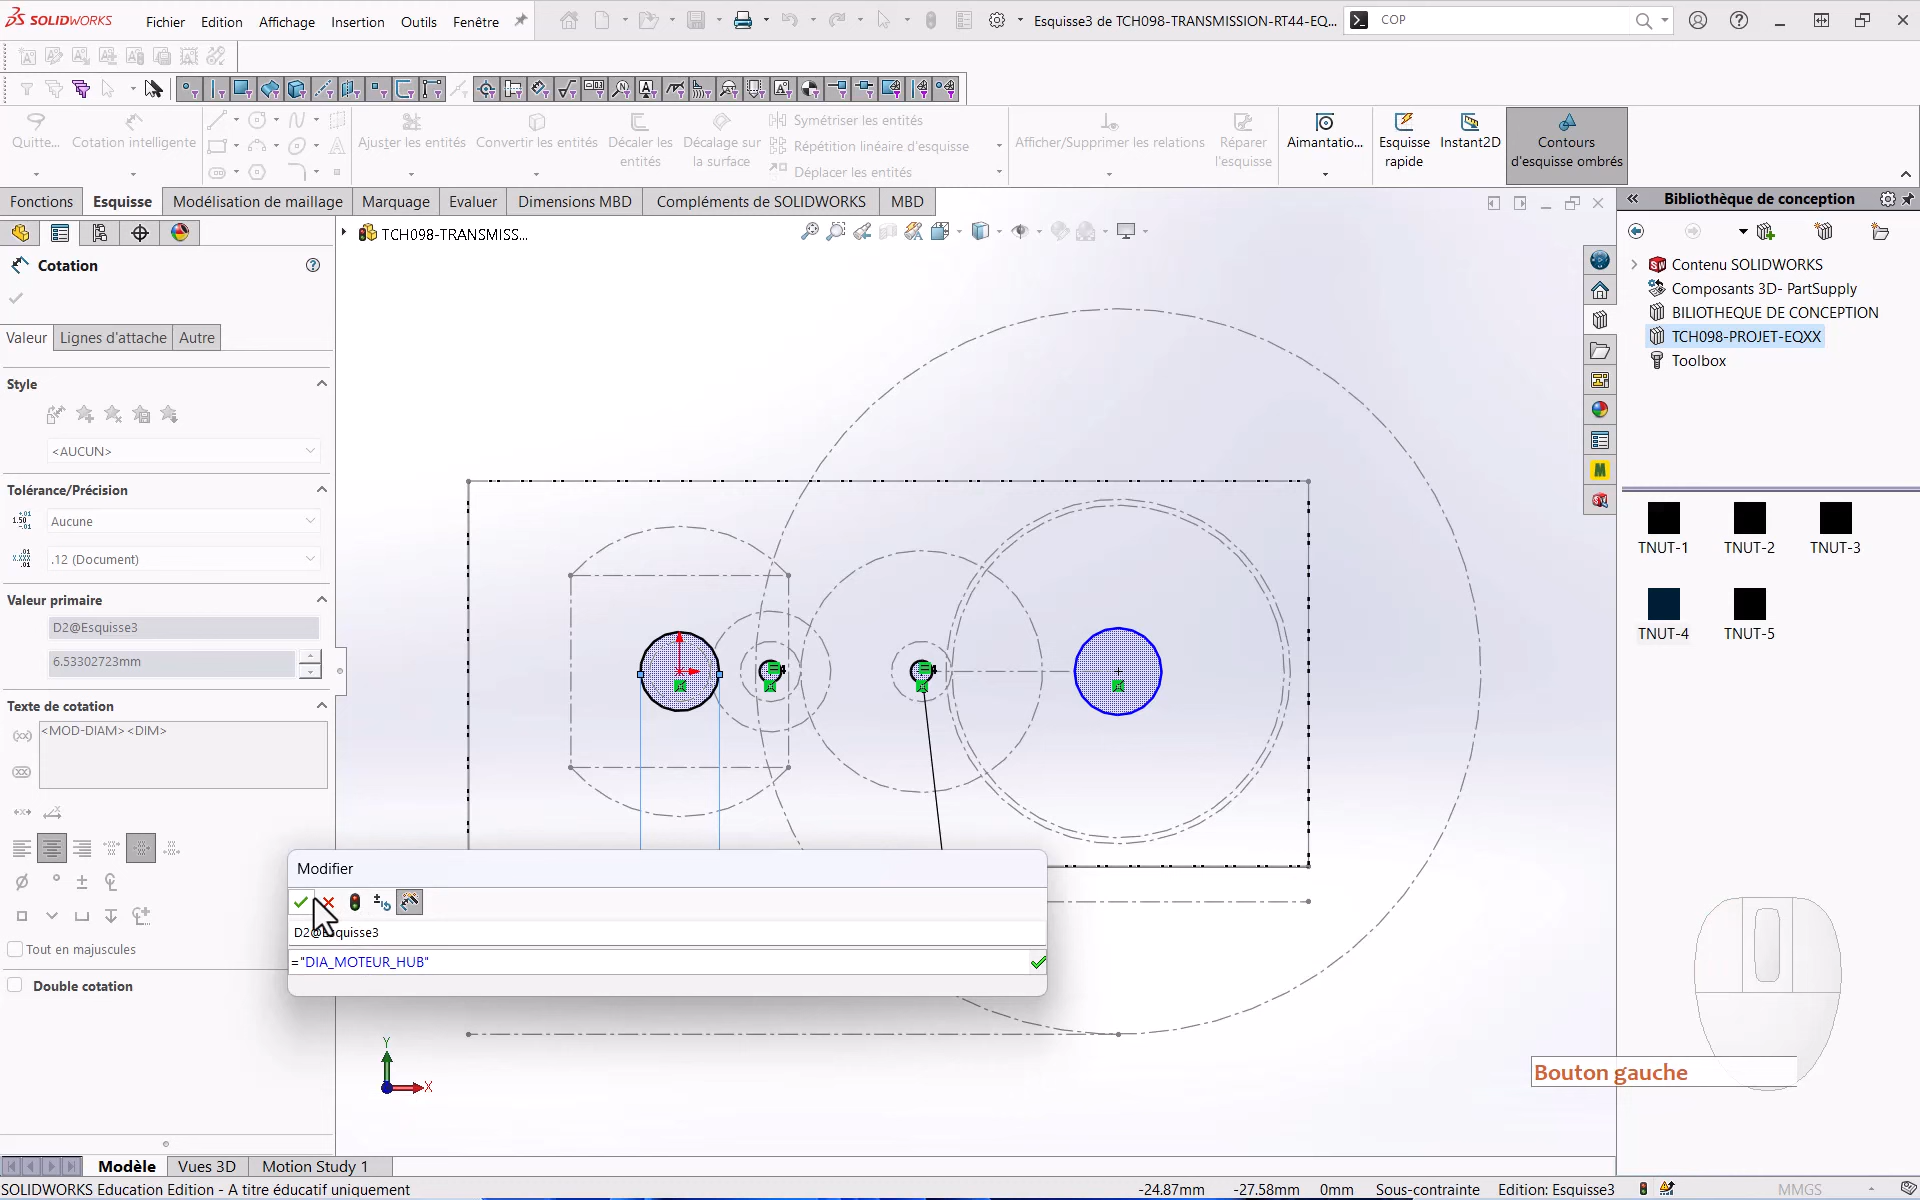 SOLIDWORKS
Fichier Edition Affichage Insertion Outils Fenêtre
Esquisse3 de TCH098-TRANSMISSION-RT44-EQ...
COP
Quitte...
Cotation intelligente
Ajuster les entités
Convertir les entités
Décaler les entités
Décalage sur la surface
Symétriser les entités
Répétition linéaire d'esquisse
Déplacer les entités
Afficher/Supprimer les relations
Réparer l'esquisse
Aimantatio...
Esquisse rapide
Instant2D
Contours d'esquisse ombrés
Fonctions Esquisse Modélisation de maillage Marquage Evaluer Dimensions MBD Compléments de SOLIDWORKS MBD
Bibliothèque de conception
TCH098-TRANSMISS...
Cotation
Valeur Lignes d'attache Autre
Style
<AUCUN>
Tolérance/Précision
Aucune
.12 (Document)
Valeur primaire
D2@Esquisse3
6.53302723mm
Texte de cotation
<MOD-DIAM><DIM>
Tout en majuscules
Double cotation
Modifier
D2@Esquisse3
="DIA_MOTEUR_HUB"
Y
X
Contenu SOLIDWORKS
Composants 3D- PartSupply
BILIOTHEQUE DE CONCEPTION
TCH098-PROJET-EQXX
Toolbox
TNUT-1 TNUT-2 TNUT-3
TNUT-4 TNUT-5
Bouton gauche
Modèle Vues 3D Motion Study 1
SOLIDWORKS Education Edition - A titre éducatif uniquement
-24.87mm -27.58mm 0mm Sous-contrainte Edition: Esquisse3 MMGS